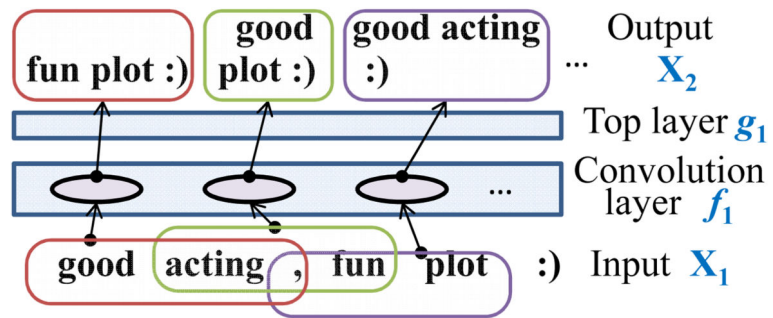 good good acting Output
fun plot :) plot :) :) ... X₂
Top layer g₁
Convolution
... layer f₁
good acting , fun plot :) Input X₁